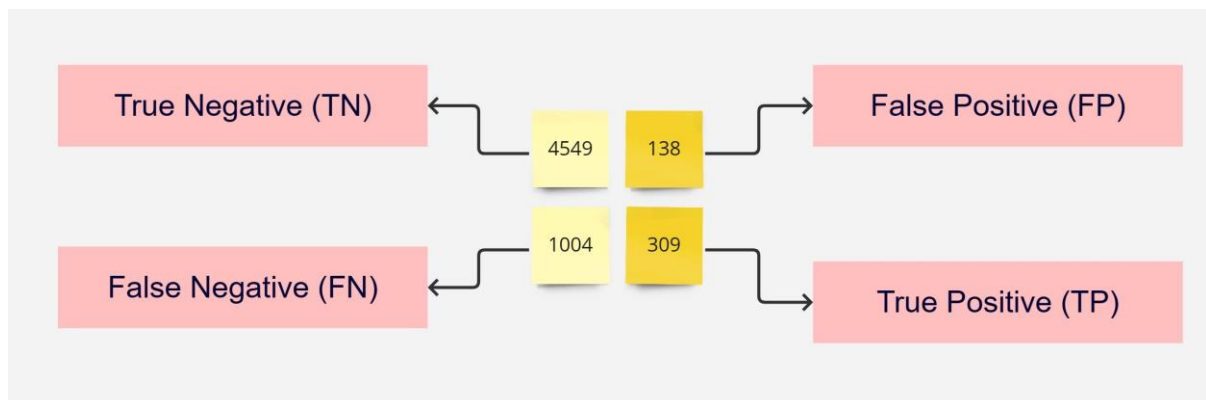 True Negative (TN)
4549
138
False Positive (FP)
False Negative (FN)
1004
309
True Positive (TP)